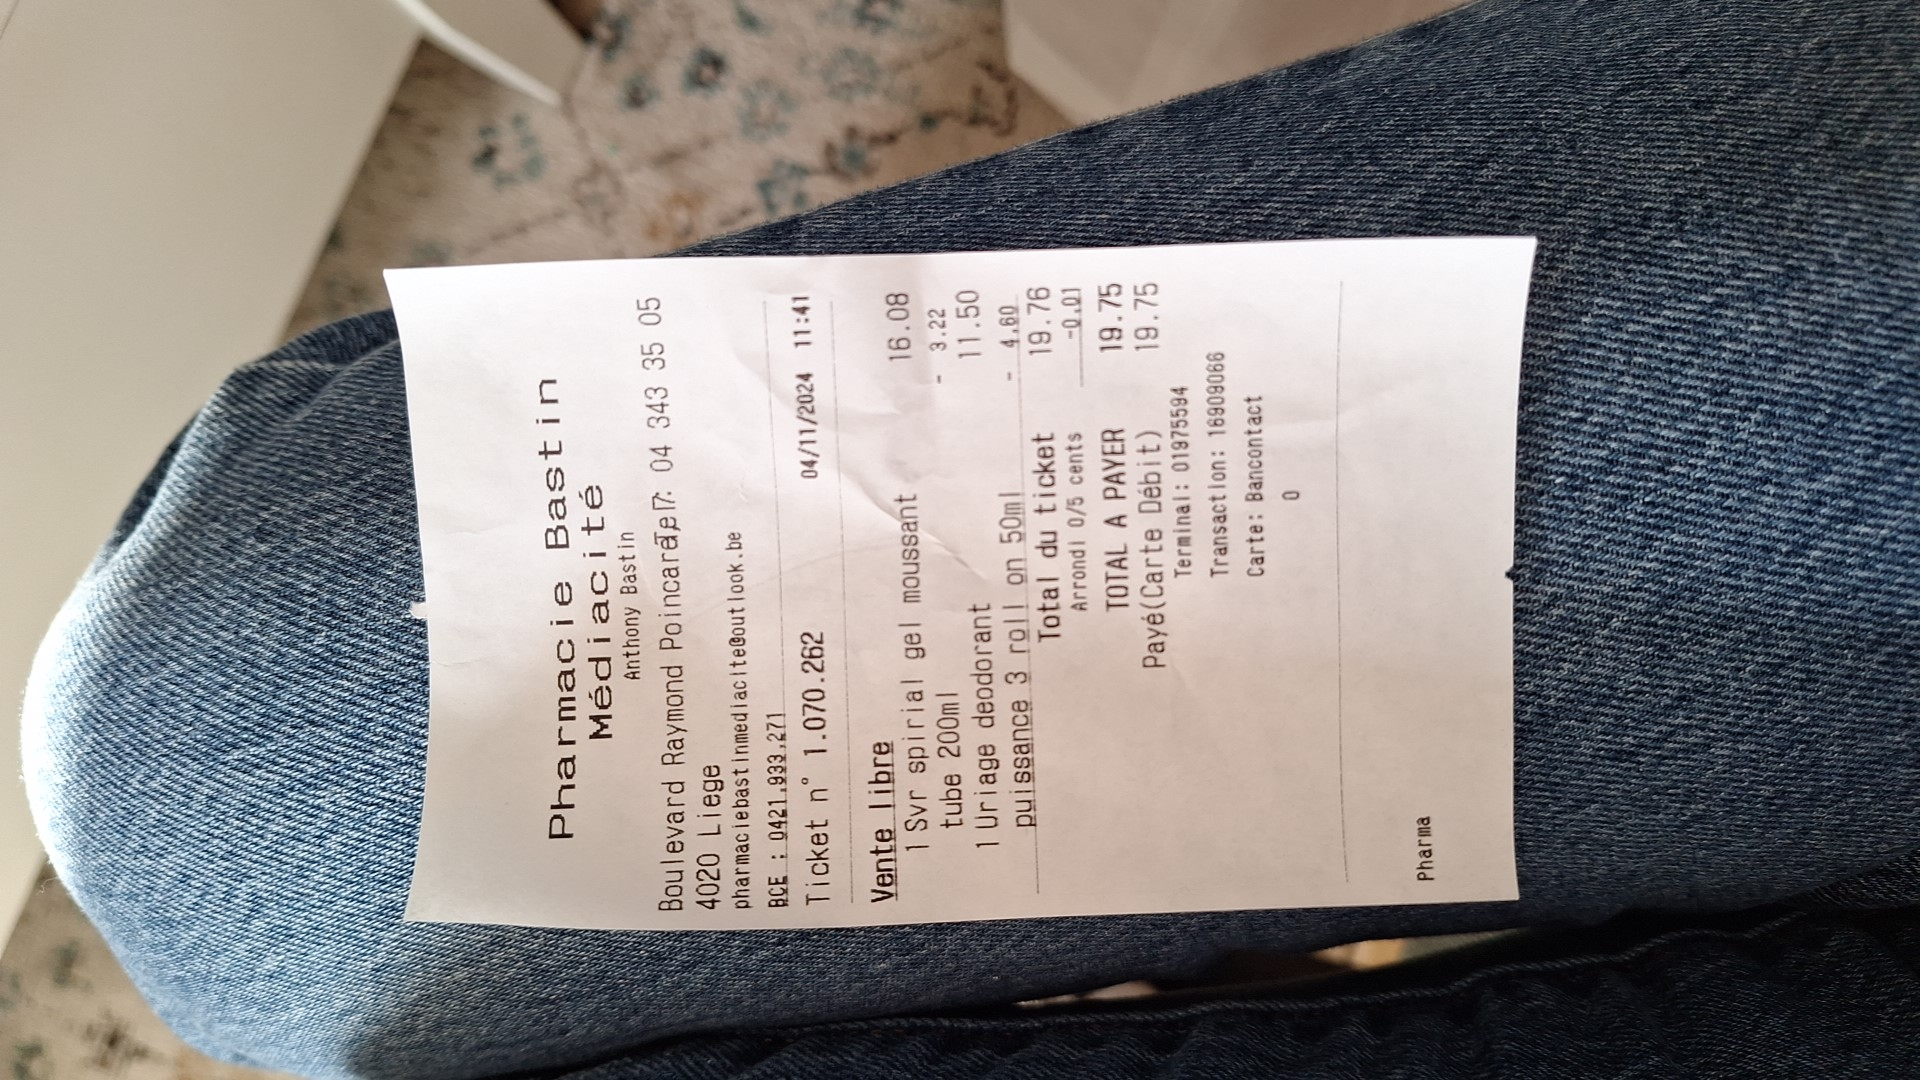 Pharmacie Bastin
Médiacité
Anthony Bastin
Boulevard Raymond Poincaré, 7. Tel: 04 343 35 05
4020 Liege
pharmaciebastinmediacite@outlook.be
BCE : 0421.933.271
Ticket n° 1.070.262 04/11/2024 11:41
Vente libre
1 Svr spirial gel moussant 16.08
tube 200ml - 3.22
1 Uriage deodorant 11.50
puissance 3 roll on 50ml - 4.60
Total du ticket 19.76
Arrondi 0/5 cents -0.01
TOTAL A PAYER 19.75
Payé(Carte Débit) 19.75
Terminal: 01975594
Transaction: 16909066
Carte: Bancontact
0
Pharma